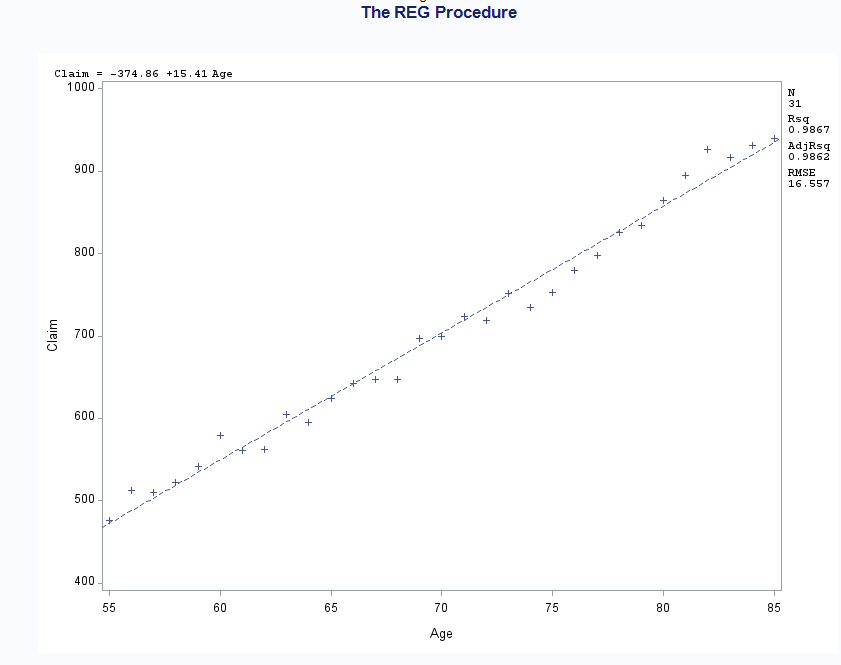 The REG Procedure
Claim = -374.86 +15.41 Age
N
31
Rsq
0.9867
AdjRsq
0.9862
RMSE
16.557
1000
900
800
700
600
500
400
Claim
55 60 65 70 75 80 85
Age